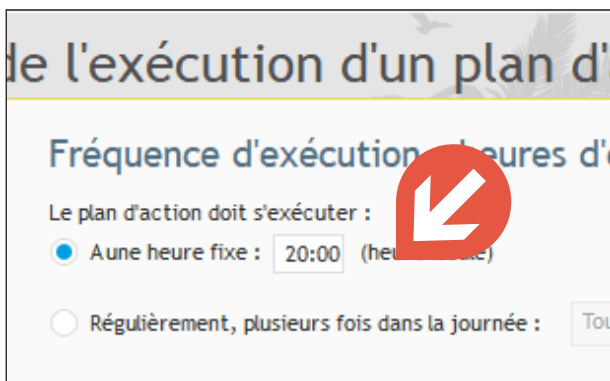 de l'exécution d'un plan d'
Fréquence d'exécution heures d'
Le plan d'action doit s'exécuter :
A une heure fixe : 20:00
Régulièrement, plusieurs fois dans la journée :